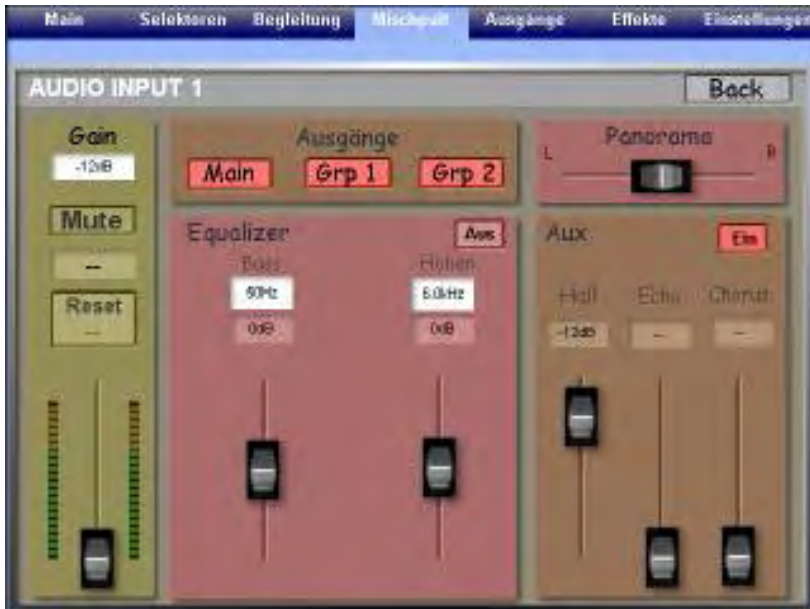 Main Selektoren Begleitung Mischpult Ausgänge Effekte Einstellungen
AUDIO INPUT 1
Back
Gain
-12dB
Mute
--
Reset
--
Ausgänge
Main Grp 1 Grp 2
Panorama
L R
Equalizer
Aus
Bass Höhen
90Hz 6.0kHz
0dB 0dB
Aux
Ein
Hall Echo Chorus
-12dB -- --